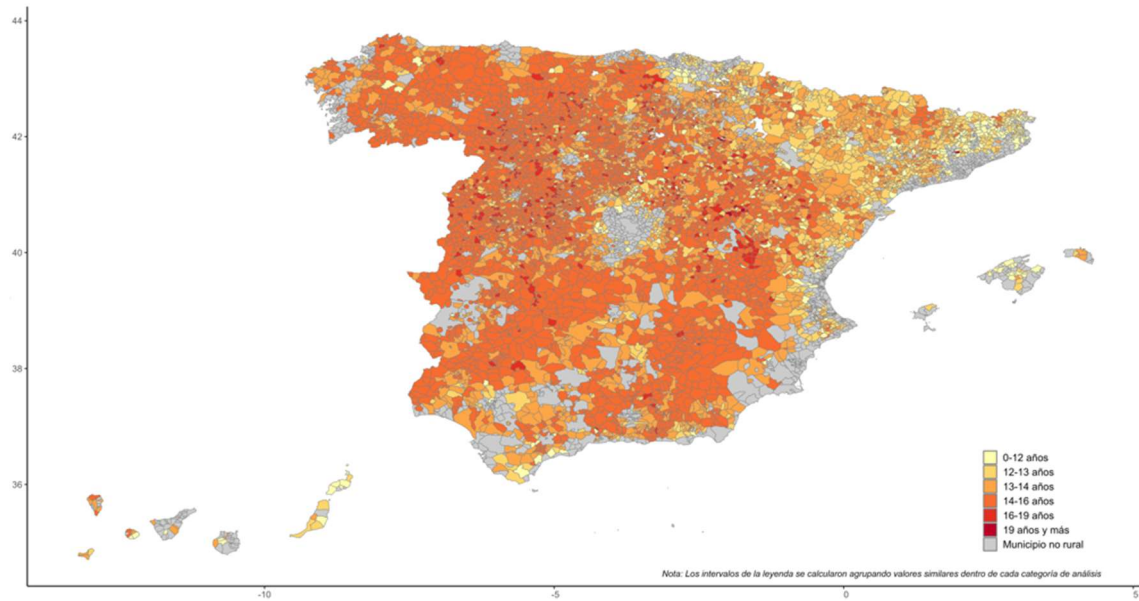 44
42
40
38
36
0-12 años
12-13 años
13-14 años
14-16 años
16-19 años
19 años y más
Municipio no rural
Nota: Los intervalos de la leyenda se calcularon agrupando valores similares dentro de cada categoría de análisis
-10
-5
0
5